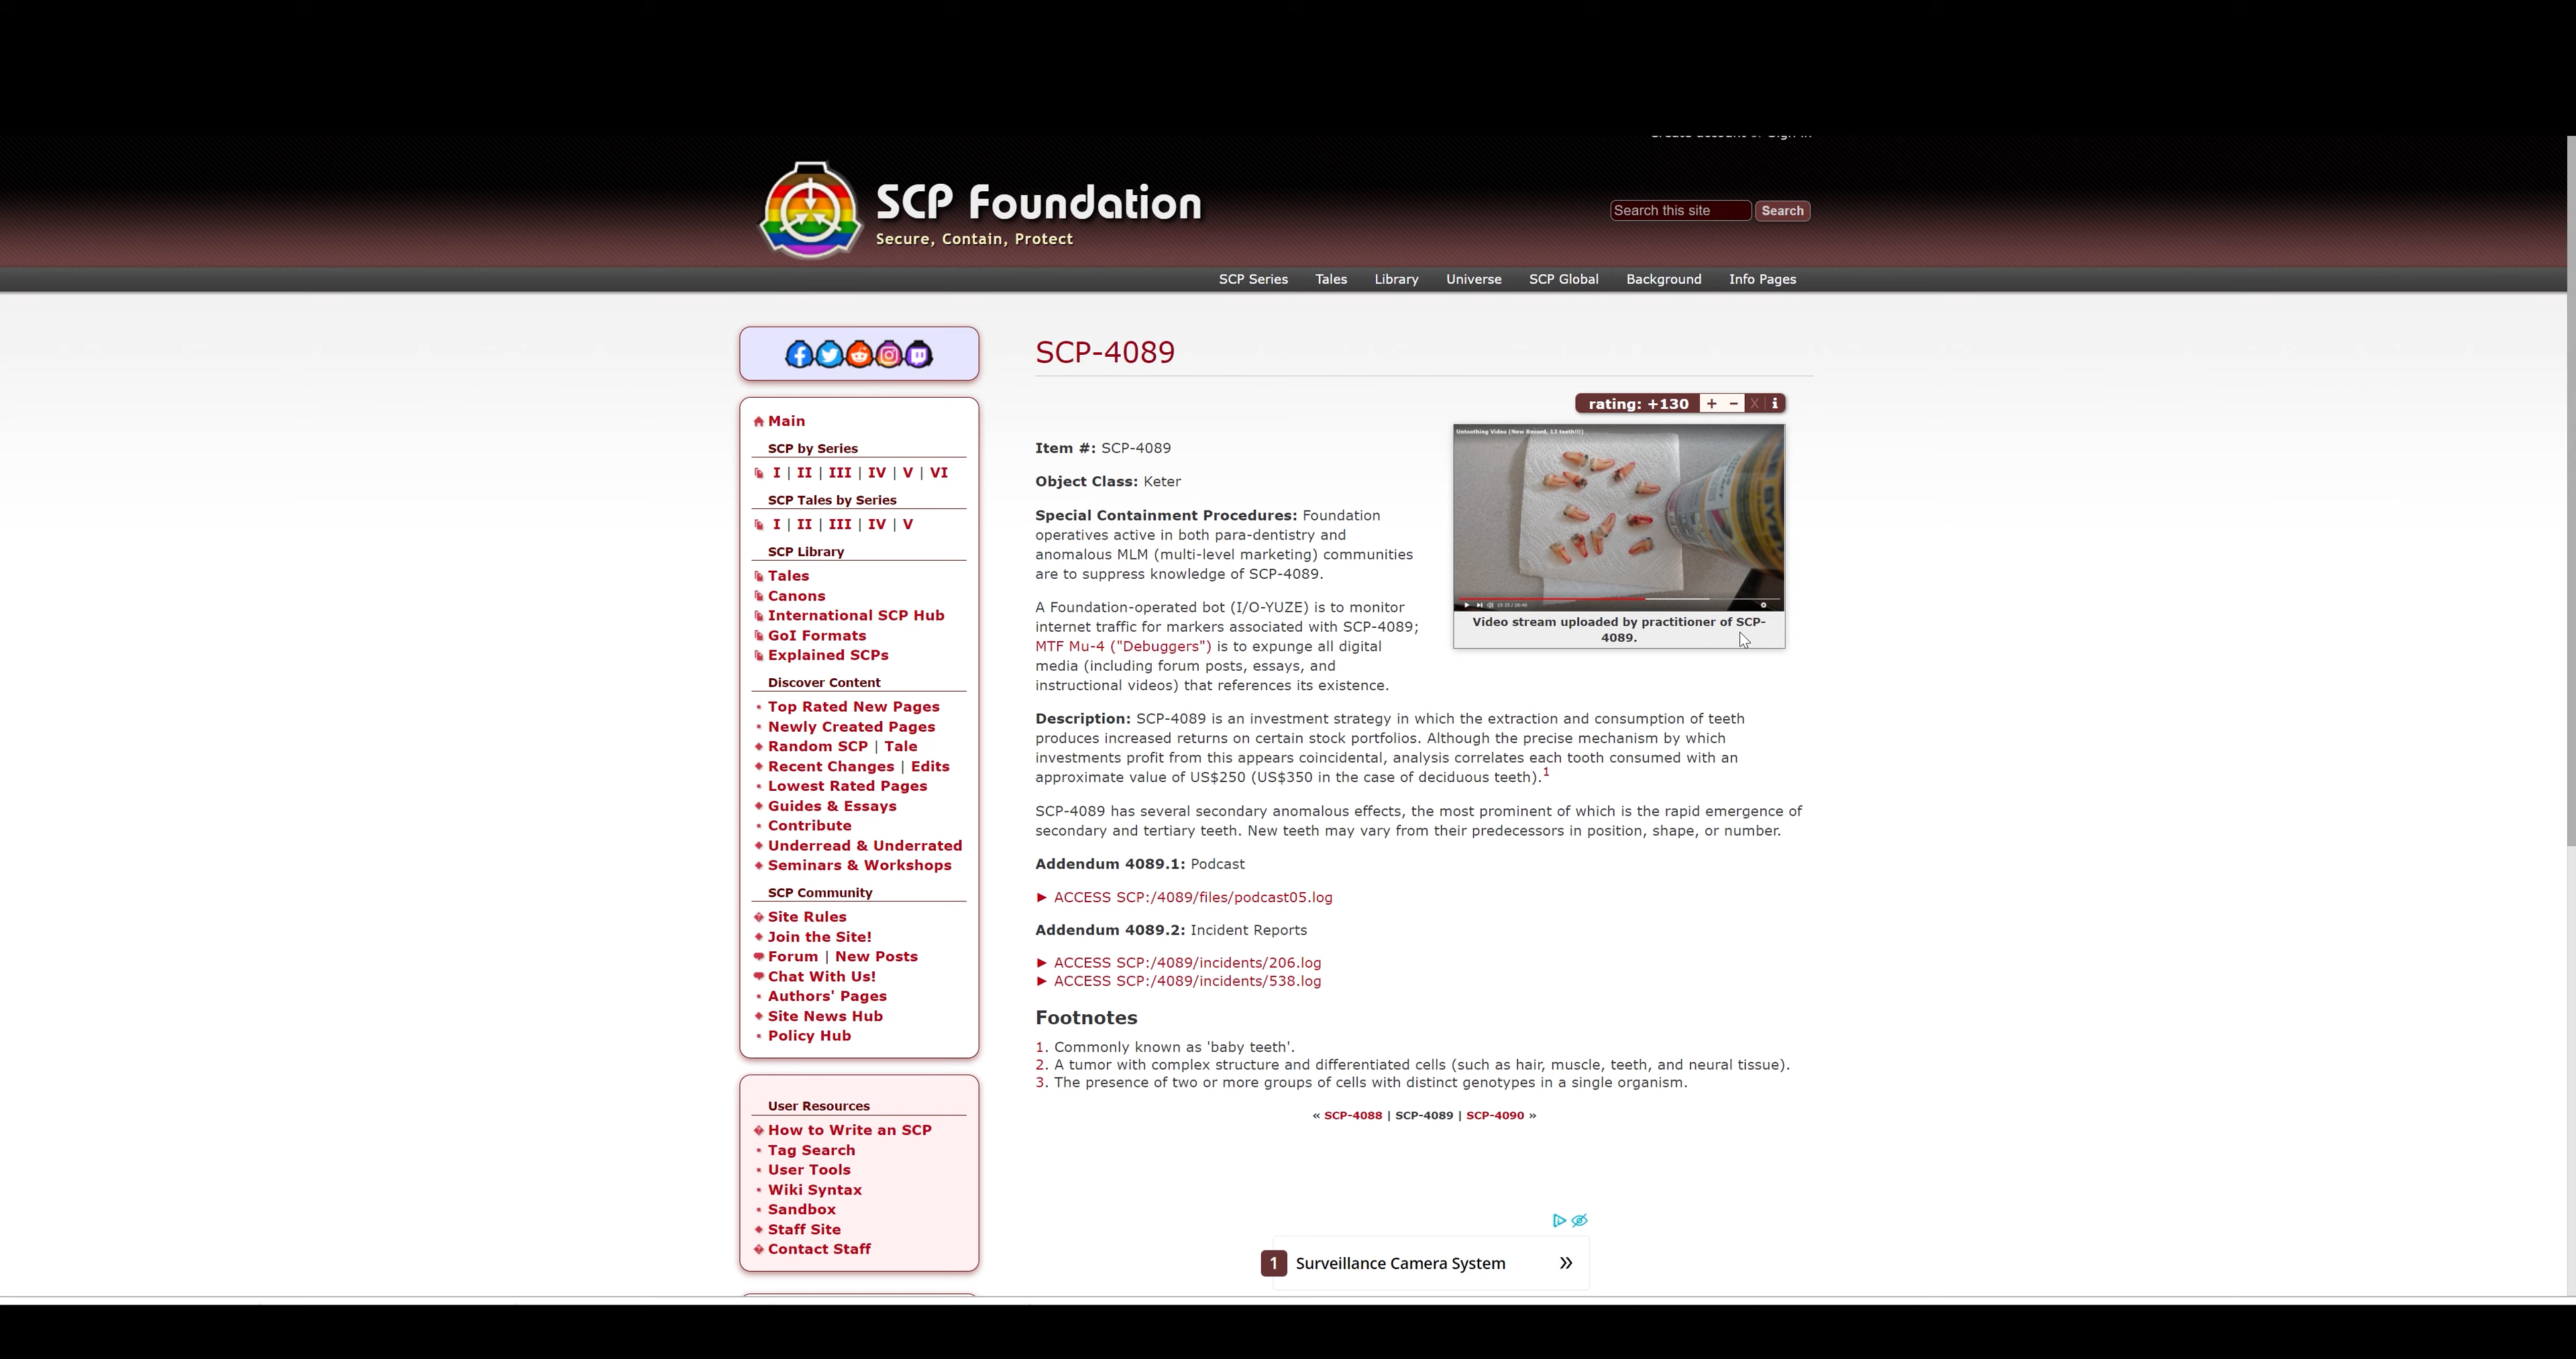 SCP Foundation
Secure, Contain, Protect
Search this site
Search
SCP Series Tales Library Universe SCP Global Background Info Pages
Main
SCP by Series
I | II | III | IV | V | VI
SCP Tales by Series
I | II | III | IV | V
SCP Library
Tales
Canons
International SCP Hub
GoI Formats
Explained SCPs
Discover Content
Top Rated New Pages
Newly Created Pages
Random SCP | Tale
Recent Changes | Edits
Lowest Rated Pages
Guides & Essays
Contribute
Underread & Underrated
Seminars & Workshops
SCP Community
Site Rules
Join the Site!
Forum | New Posts
Chat With Us!
Authors' Pages
Site News Hub
Policy Hub
User Resources
How to Write an SCP
Tag Search
User Tools
Wiki Syntax
Sandbox
Staff Site
Contact Staff
SCP-4089
rating: +130 + − X i
Untoothing Video (New Record, 13 teeth!!!)
Video stream uploaded by practitioner of SCP-
4089.
Item #: SCP-4089
Object Class: Keter
Special Containment Procedures: Foundation
operatives active in both para-dentistry and
anomalous MLM (multi-level marketing) communities
are to suppress knowledge of SCP-4089.
A Foundation-operated bot (I/O-YUZE) is to monitor
internet traffic for markers associated with SCP-4089;
MTF Mu-4 ("Debuggers") is to expunge all digital
media (including forum posts, essays, and
instructional videos) that references its existence.
Description: SCP-4089 is an investment strategy in which the extraction and consumption of teeth
produces increased returns on certain stock portfolios. Although the precise mechanism by which
investments profit from this appears coincidental, analysis correlates each tooth consumed with an
approximate value of US$250 (US$350 in the case of deciduous teeth).1
SCP-4089 has several secondary anomalous effects, the most prominent of which is the rapid emergence of
secondary and tertiary teeth. New teeth may vary from their predecessors in position, shape, or number.
Addendum 4089.1: Podcast
► ACCESS SCP:/4089/files/podcast05.log
Addendum 4089.2: Incident Reports
► ACCESS SCP:/4089/incidents/206.log
► ACCESS SCP:/4089/incidents/538.log
Footnotes
1. Commonly known as 'baby teeth'.
2. A tumor with complex structure and differentiated cells (such as hair, muscle, teeth, and neural tissue).
3. The presence of two or more groups of cells with distinct genotypes in a single organism.
« SCP-4088 | SCP-4089 | SCP-4090 »
1 Surveillance Camera System »